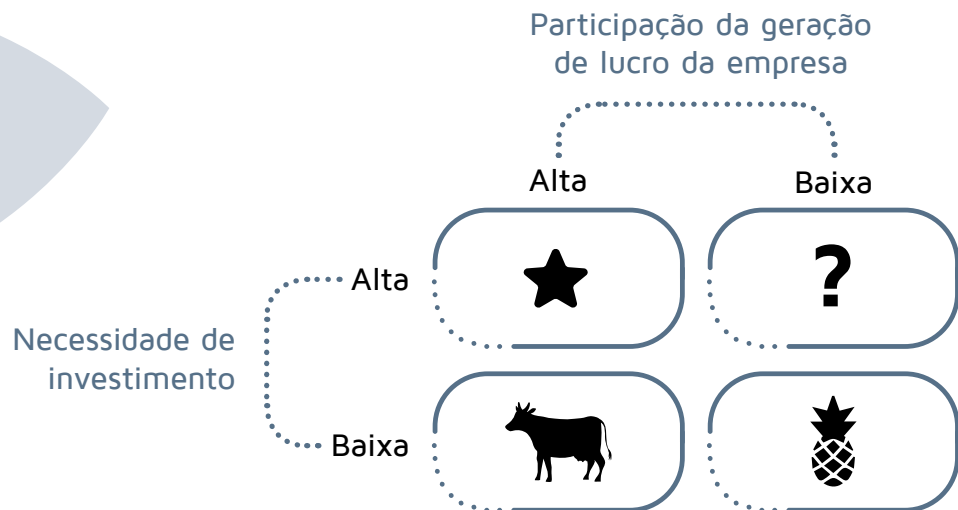 Participação da geração
de lucro da empresa
Alta
Baixa
Alta
?
Necessidade de
investimento
Baixa